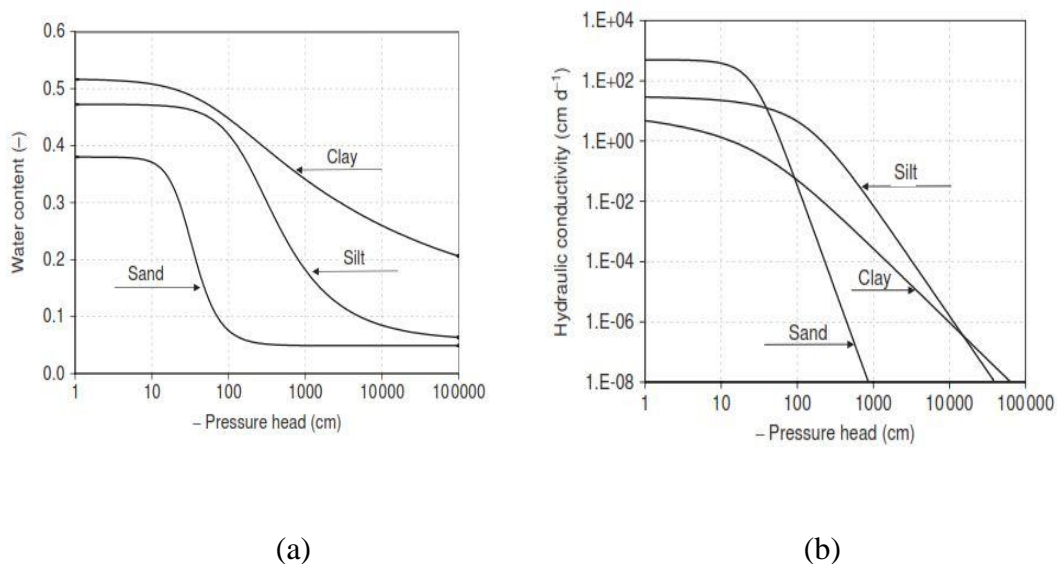 0.6
0.5
0.4
0.3
0.2
0.1
0.0
Water content (–)
Clay
Silt
Sand
1 10 100 1000 10000 100000
– Pressure head (cm)
(a)
1.E+04
1.E+02
1.E+00
1.E-02
1.E-04
1.E-06
1.E-08
Hydraulic conductivity (cm d⁻¹)
Silt
Clay
Sand
1 10 100 1000 10000 100000
– Pressure head (cm)
(b)